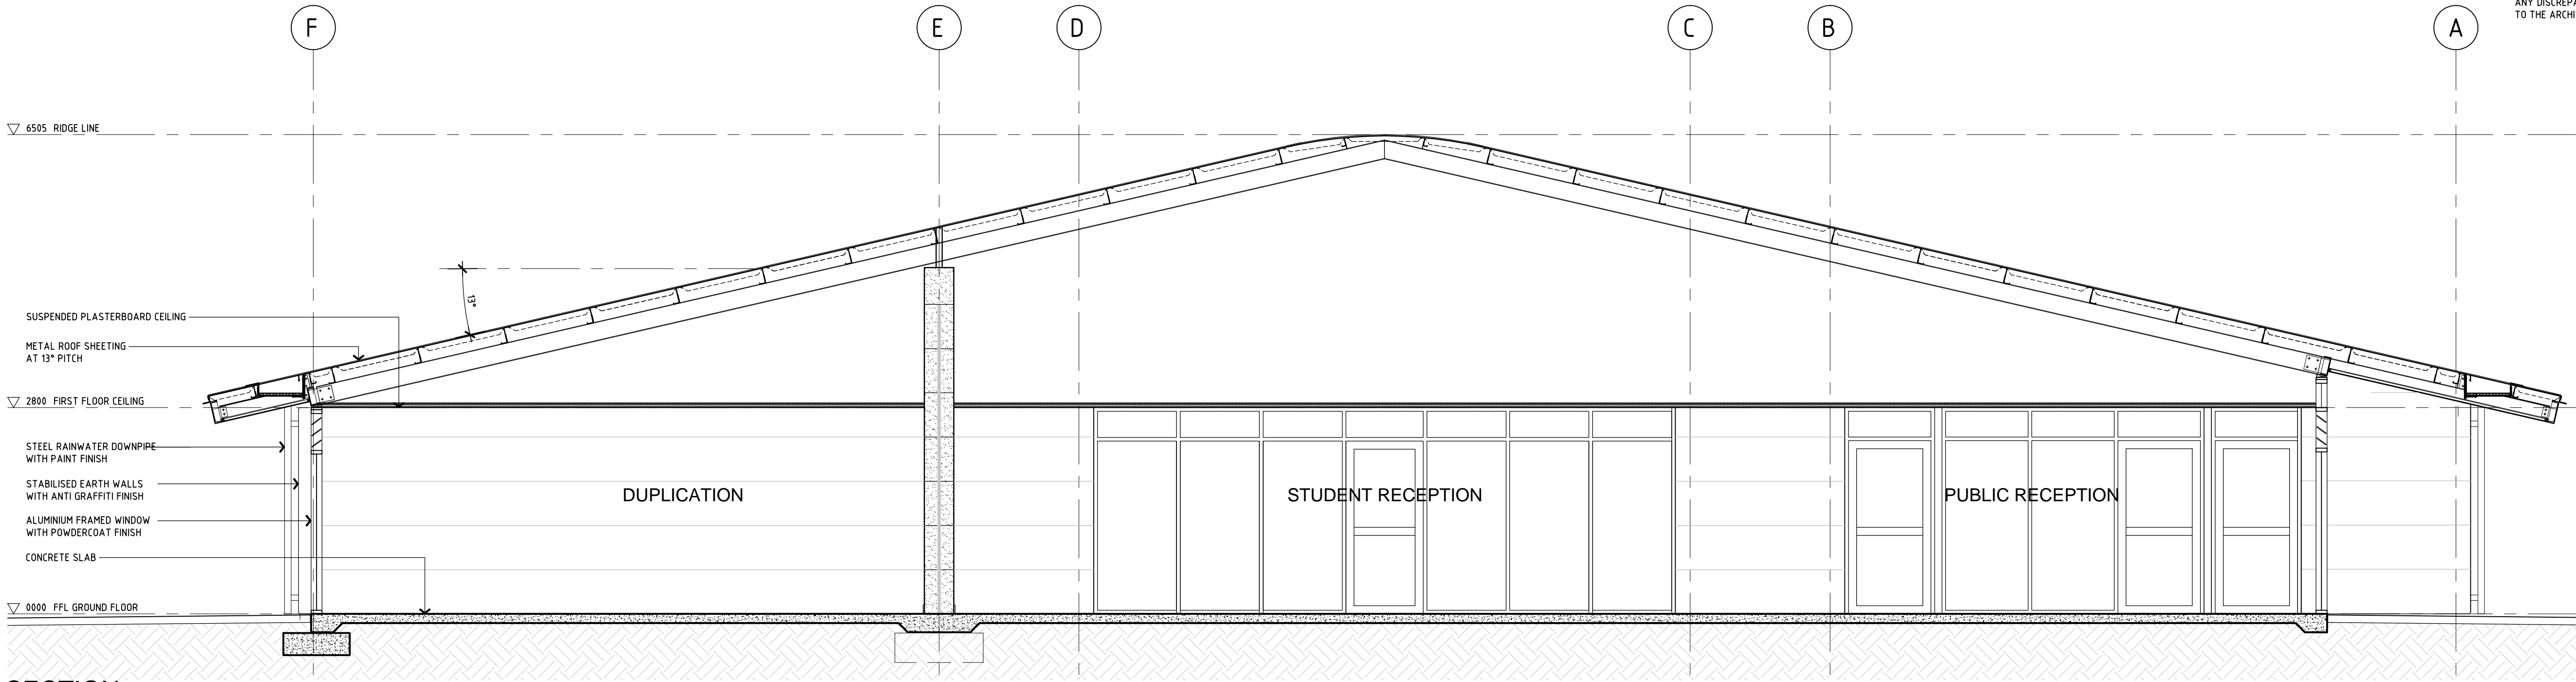 F
E
D
C
B
A
ANY DISCREPA
TO THE ARCHI
6505 RIDGE LINE
13°
SUSPENDED PLASTERBOARD CEILING
METAL ROOF SHEETING
AT 13° PITCH
2800 FIRST FLOOR CEILING
STEEL RAINWATER DOWNPIPE
WITH PAINT FINISH
STABILISED EARTH WALLS
WITH ANTI GRAFFITI FINISH
DUPLICATION
STUDENT RECEPTION
PUBLIC RECEPTION
ALUMINIUM FRAMED WINDOW
WITH POWDERCOAT FINISH
CONCRETE SLAB
0000 FFL GROUND FLOOR
SECTION